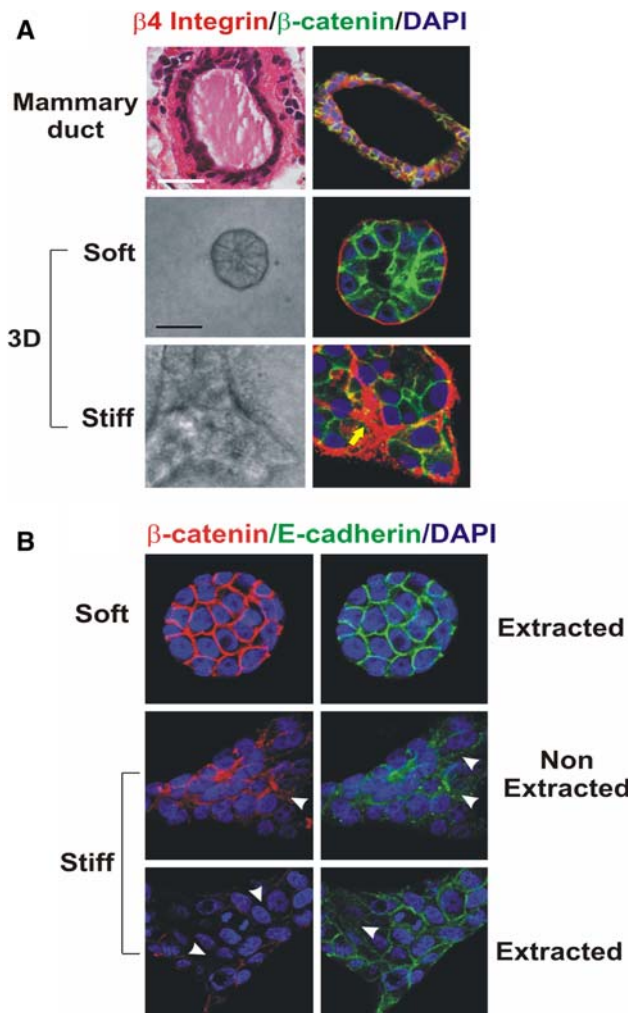 A
β4 Integrin/β-catenin/DAPI
Mammary
duct
Soft
3D
Stiff
B
β-catenin/E-cadherin/DAPI
Soft
Extracted
Non
Extracted
Stiff
Extracted